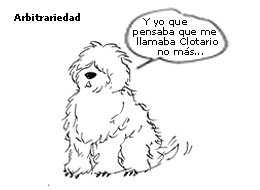 Arbitrariedad
Y yo que
pensaba que me
llamaba Clotario
no más...